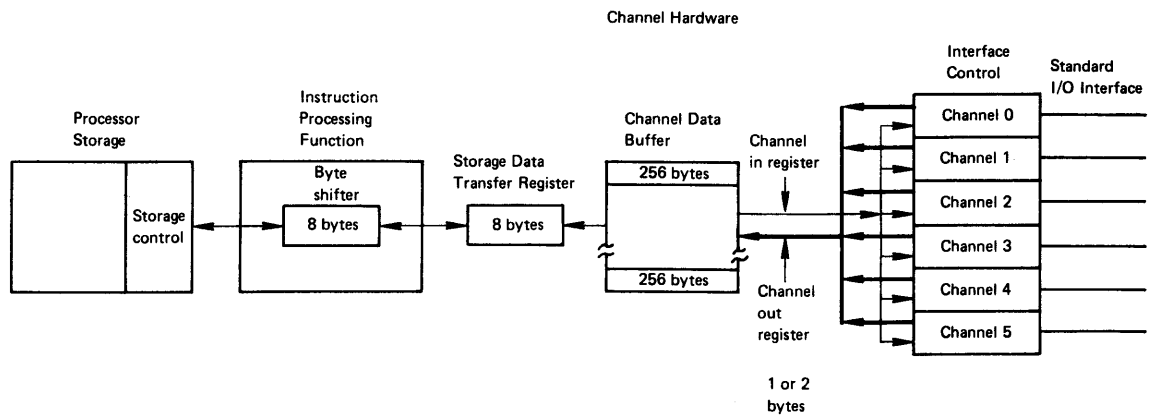 Channel Hardware
Processor
Storage
Storage
control
Instruction
Processing
Function
Byte
shifter
8 bytes
Storage Data
Transfer Register
8 bytes
Channel Data
Buffer
256 bytes
256 bytes
Channel
in register
Channel
out
register
1 or 2
bytes
Interface
Control
Channel 0
Channel 1
Channel 2
Channel 3
Channel 4
Channel 5
Standard
I/O Interface